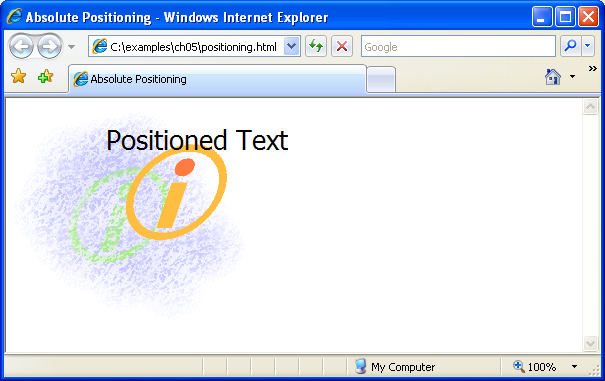 Absolute Positioning - Windows Internet Explorer
C:\examples\ch05\positioning.html
Google
Absolute Positioning
»
Positioned Text
i
i
My Computer
100%